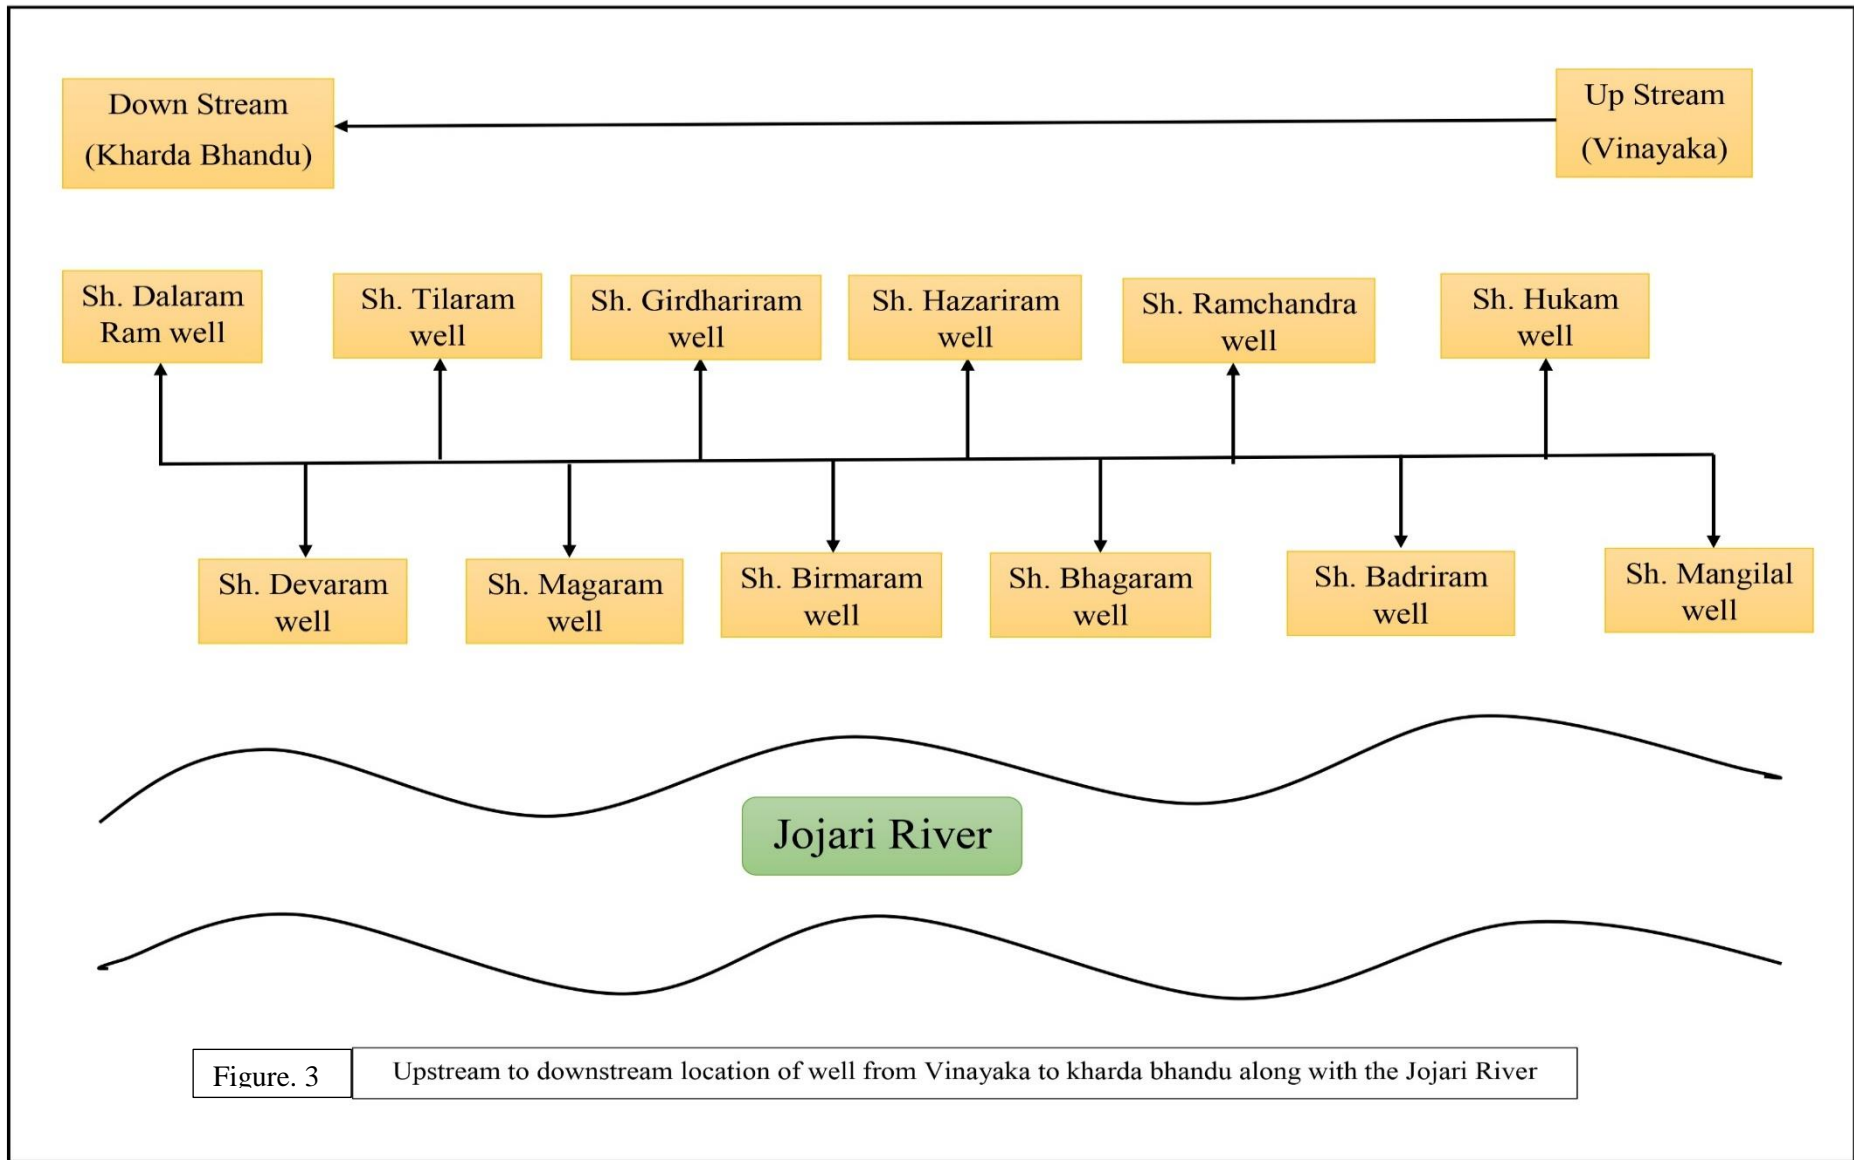 Down Stream
(Kharda Bhandu)
Up Stream
(Vinayaka)
Sh. Dalaram
Ram well
Sh. Tilaram
well
Sh. Girdhariram
well
Sh. Hazariram
well
Sh. Ramchandra
well
Sh. Hukam
well
Sh. Devaram
well
Sh. Magaram
well
Sh. Birmaram
well
Sh. Bhagaram
well
Sh. Badriram
well
Sh. Mangilal
well
Jojari River
Figure. 3
Upstream to downstream location of well from Vinayaka to kharda bhandu along with the Jojari River